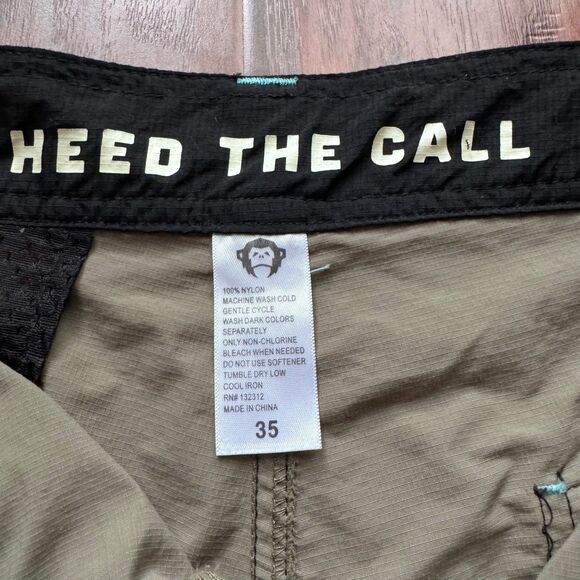 HEED THE CALL
100% NYLON
MACHINE WASH COLD
GENTLE CYCLE
WASH DARK COLORS
SEPARATELY
ONLY NON-CHLORINE
BLEACH WHEN NEEDED
DO NOT USE SOFTENER
TUMBLE DRY LOW
COOL IRON
RN# 132312
MADE IN CHINA
35